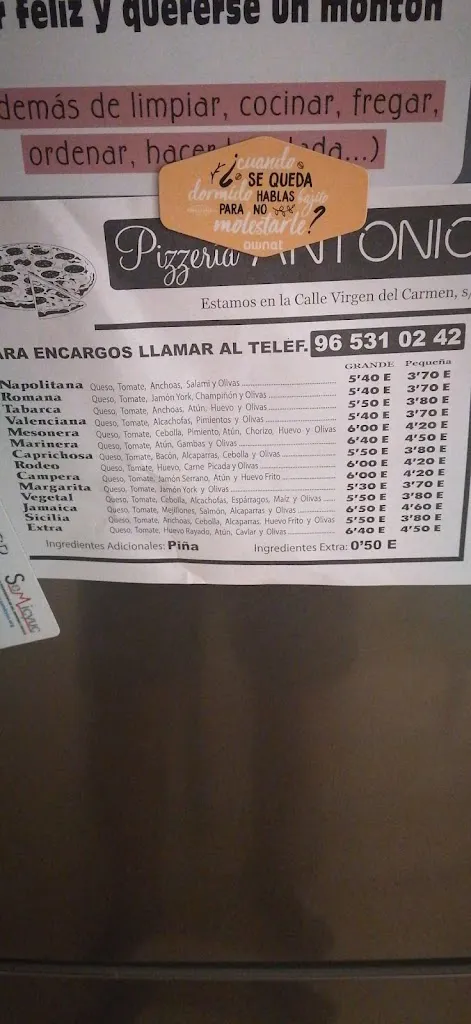 feliz y quererse un montón
demás de limpiar, cocinar, fregar,
ordenar, hacer
¿cuando
SE QUEDA
dormido HABLAS bajito
PARA NO
molestarle?
ownat
Pizzería ANTONIO
Estamos en la Calle Virgen del Carmen, s/
ARA ENCARGOS LLAMAR AL TELEF. 96 531 02 42
GRANDE Pequeña
Napolitana Queso, Tomate, Anchoas, Salami y Olivas 5'40 E 3'70 E
Romana Queso, Tomate, Jamón York, Champiñón y Olivas 5'40 E 3'70 E
Tabarca Queso, Tomate, Anchoas, Atún, Huevo y Olivas 5'50 E 3'80 E
Valenciana Queso, Tomate, Alcachofas, Pimientos y Olivas 5'40 E 3'70 E
Mesonera Queso, Tomate, Cebolla, Pimiento, Atún, Chorizo, Huevo y Olivas 6'00 E 4'20 E
Marinera Queso, Tomate, Atún, Gambas y Olivas 6'40 E 4'50 E
Caprichosa Queso, Tomate, Bacón, Alcaparras, Cebolla y Olivas 5'50 E 3'80 E
Rodeo Queso, Tomate, Huevo, Carne Picada y Olivas 6'00 E 4'20 E
Campera Queso, Tomate, Jamón Serrano, Atún y Huevo Frito 6'00 E 4'20 E
Margarita Queso, Tomate, Jamón York y Olivas 5'30 E 3'70 E
Vegetal Queso, Tomate, Cebolla, Alcachofas, Espárragos, Maíz y Olivas 5'50 E 3'80 E
Jamaica Queso, Tomate, Mejillones, Salmón, Alcaparras y Olivas 6'50 E 4'60 E
Sicilia Queso, Tomate, Anchoas, Cebolla, Alcaparras, Huevo Frito y Olivas 5'50 E 3'80 E
Extra Queso, Tomate, Huevo Rayado, Atún, Caviar y Olivas 6'40 E 4'50 E
Ingredientes Adicionales: Piña Ingredientes Extra: 0'50 E